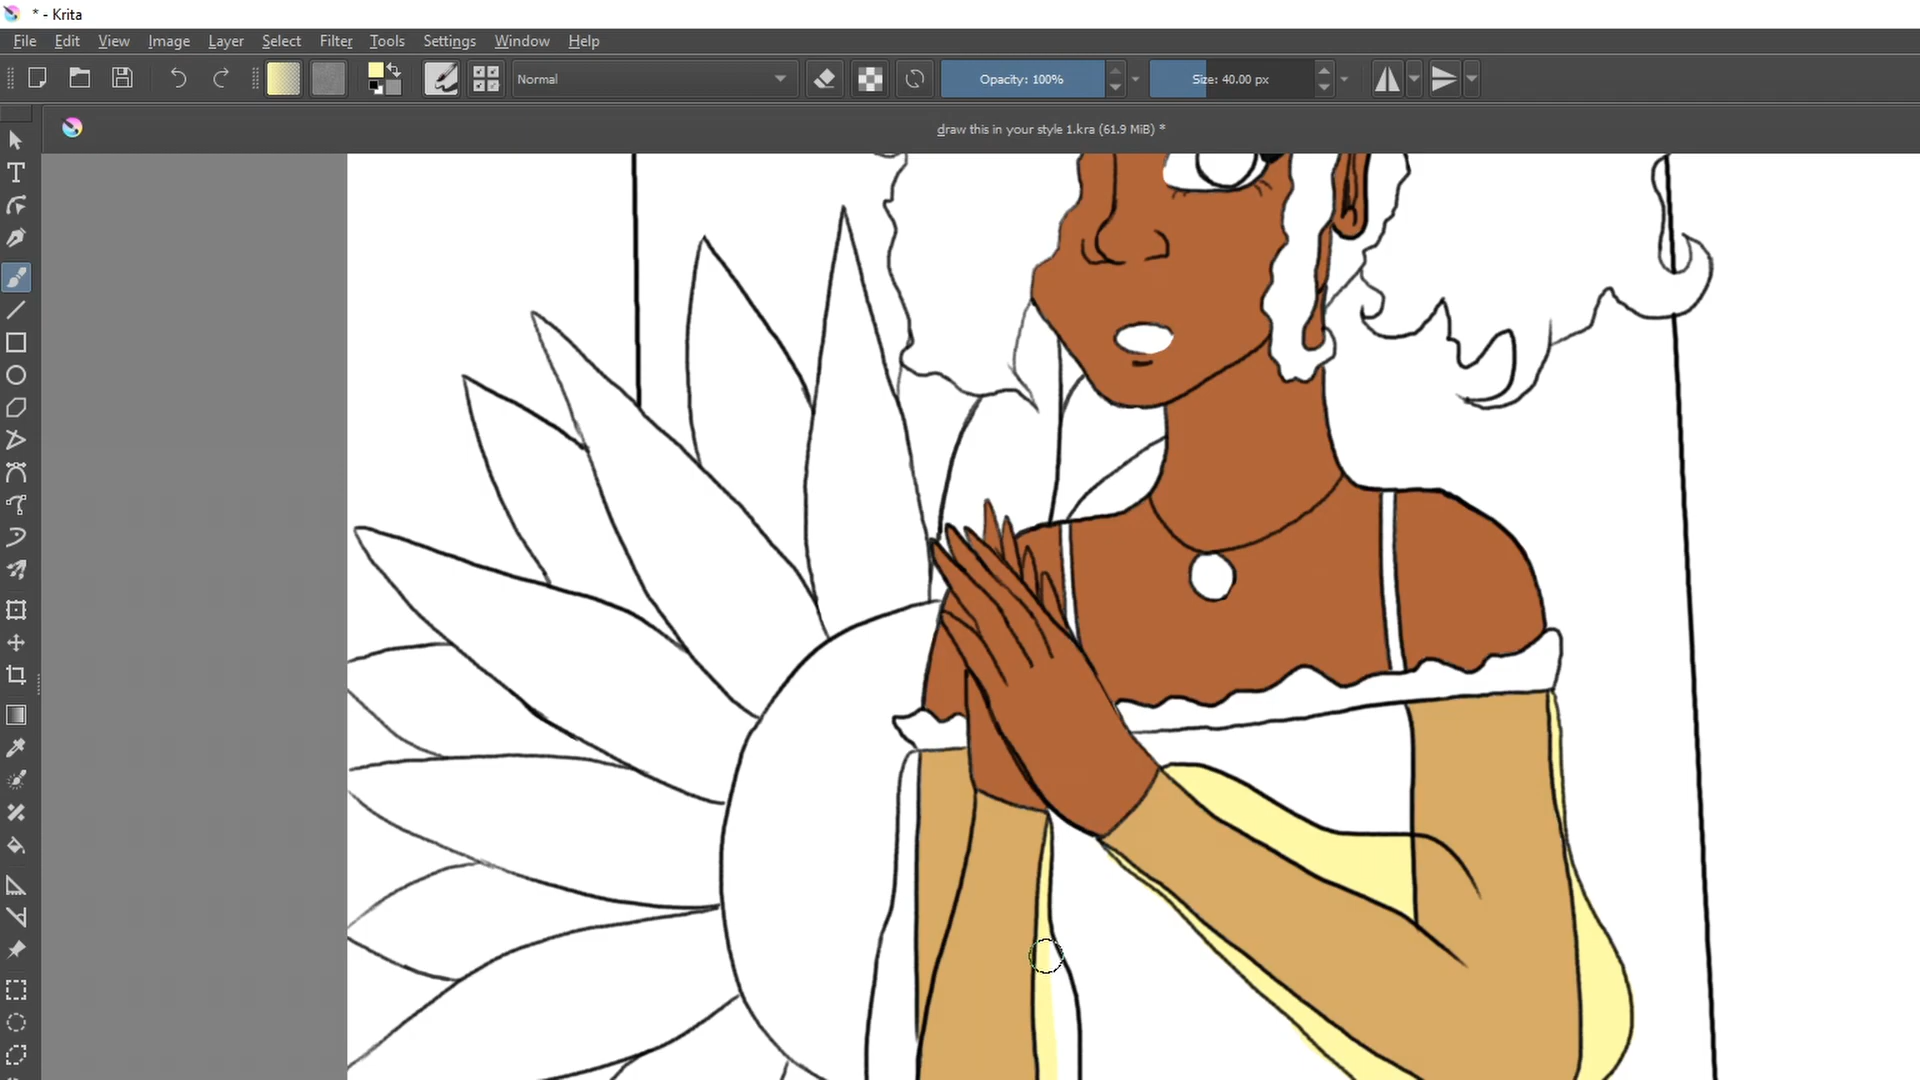 * - Krita
File Edit View Image Layer Select Filter Tools Settings Window Help
Normal Opacity: 100% Size: 40.00 px
draw this in your style 1.kra (61.9 MiB) *